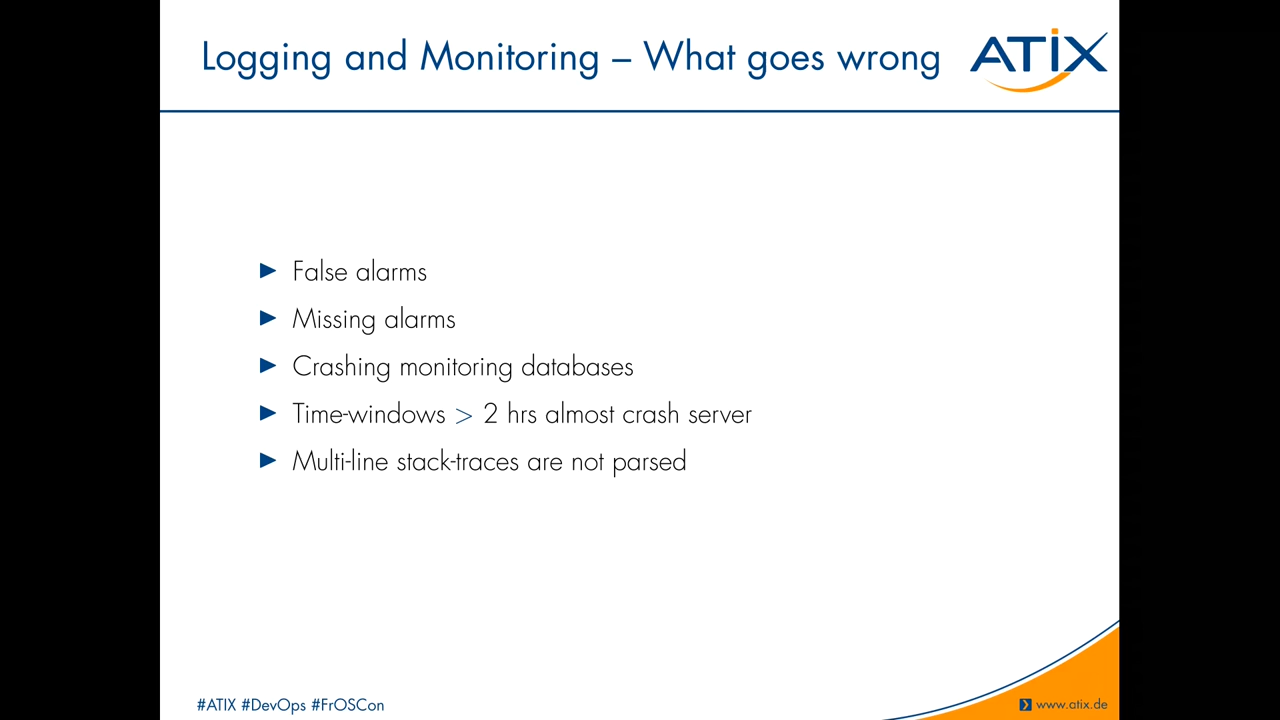 Logging and Monitoring – What goes wrong
ATIX
False alarms
Missing alarms
Crashing monitoring databases
Time-windows > 2 hrs almost crash server
Multi-line stack-traces are not parsed
#ATIX #DevOps #FrOSCon
www.atix.de